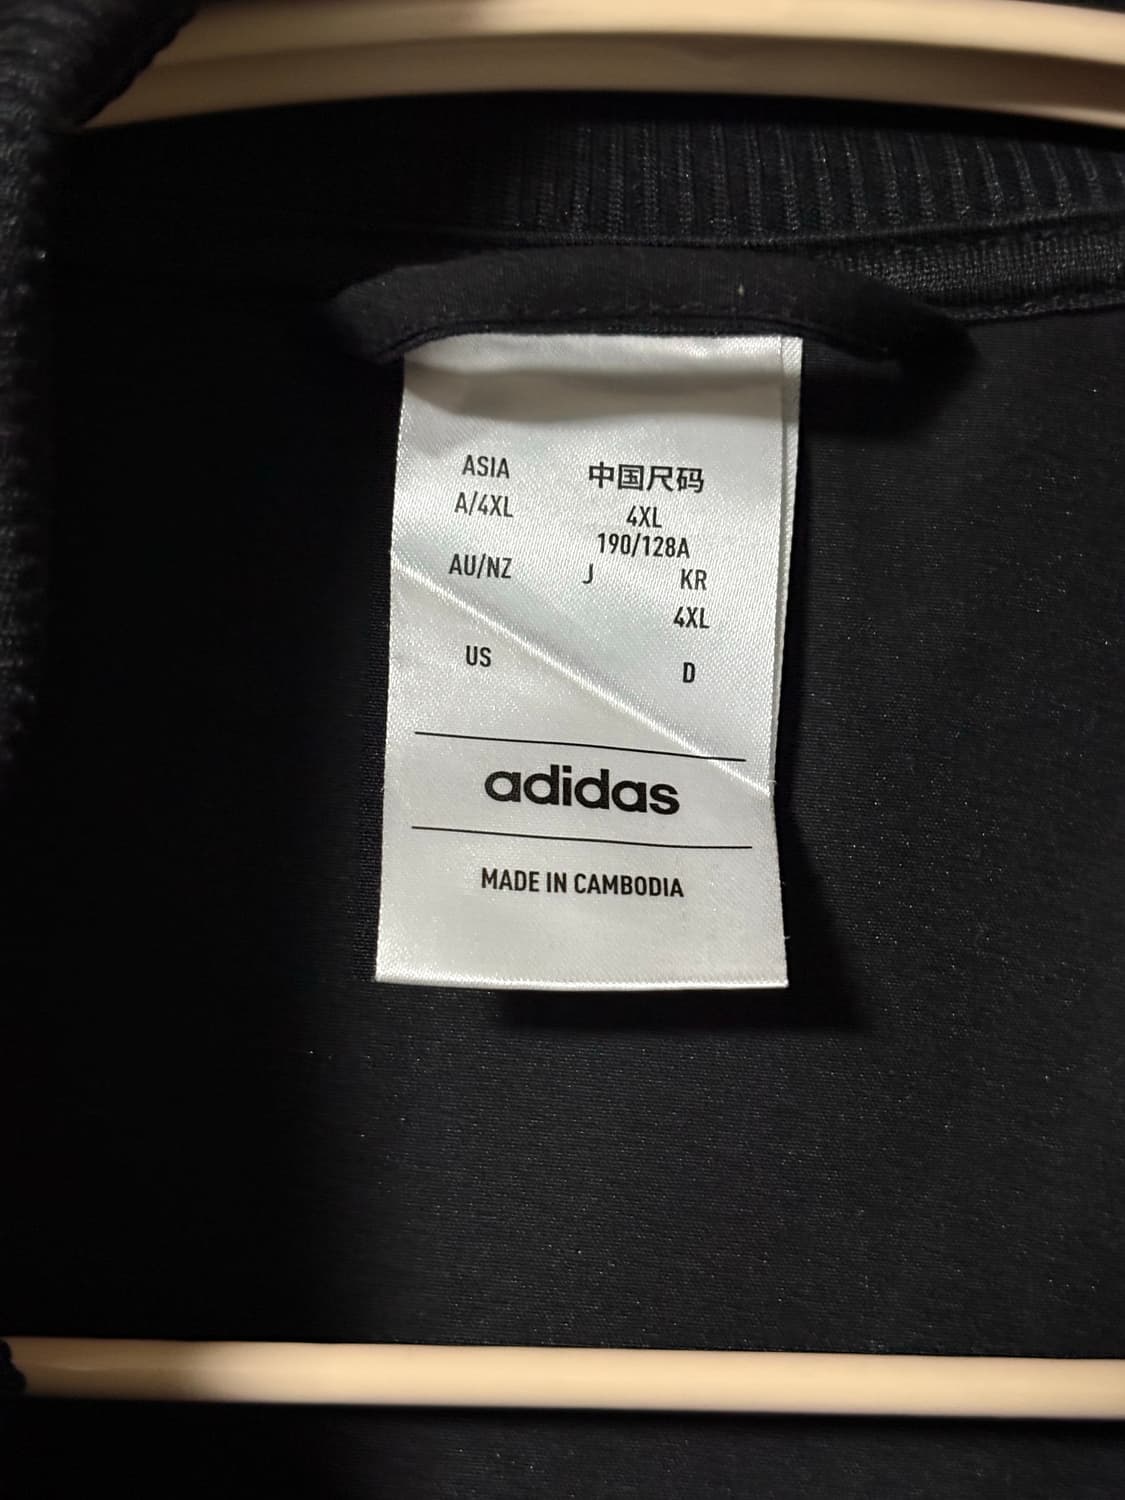 ASIA 中国尺码
A/4XL 4XL
190/128A
AU/NZ J KR
4XL
US D
adidas
MADE IN CAMBODIA